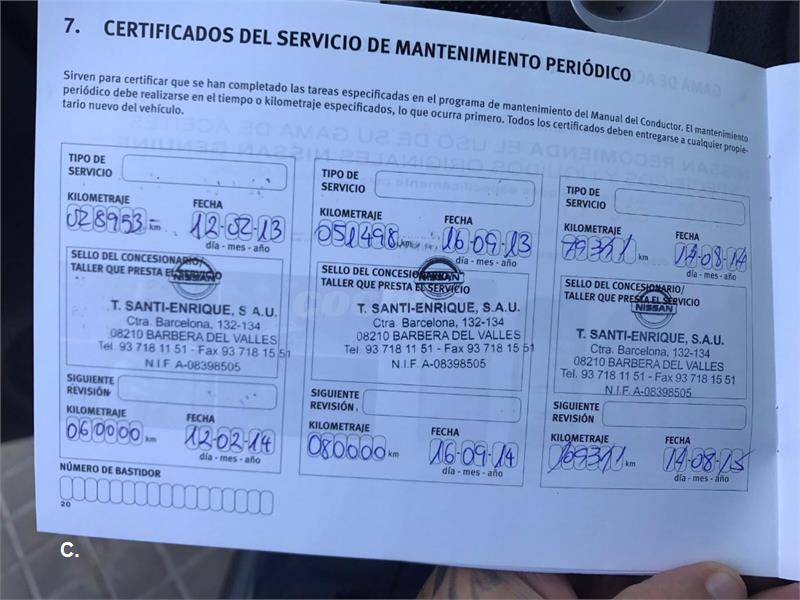 7. CERTIFICADOS DEL SERVICIO DE MANTENIMIENTO PERIÓDICO
Sirven para certificar que se han completado las tareas especificadas en el programa de mantenimiento del Manual del Conductor. El mantenimiento
periódico debe realizarse en el tiempo o kilometraje especificados, lo que ocurra primero. Todos los certificados deben entregarse a cualquier propie-
tario nuevo del vehículo.
TIPO DE
SERVICIO
KILOMETRAJE FECHA
028953 km 12-02-13
día - mes - año
SELLO DEL CONCESIONARIO/
TALLER QUE PRESTA EL SERVICIO
NISSAN
T. SANTI-ENRIQUE, S.A.U.
Ctra. Barcelona, 132-134
08210 BARBERA DEL VALLES
Tel. 93 718 11 51 - Fax 93 718 15 51
N.I.F. A-08398505
SIGUIENTE
REVISIÓN
KILOMETRAJE FECHA
060000 km 12-02-14
día - mes - año
NÚMERO DE BASTIDOR
20
TIPO DE
SERVICIO
KILOMETRAJE FECHA
051498 km 16-09-13
día - mes - año
SELLO DEL CONCESIONARIO/
TALLER QUE PRESTA EL SERVICIO
NISSAN
T. SANTI-ENRIQUE, S.A.U.
Ctra. Barcelona, 132-134
08210 BARBERA DEL VALLES
Tel. 93 718 11 51 - Fax 93 718 15 51
N.I.F. A-08398505
SIGUIENTE
REVISIÓN
KILOMETRAJE FECHA
080000 km 16-09-14
día - mes - año
TIPO DE
SERVICIO
KILOMETRAJE FECHA
km
día - mes - año
SELLO DEL CONCESIONARIO/
TALLER QUE PRESTA EL SERVICIO
NISSAN
T. SANTI-ENRIQUE, S.A.U.
Ctra. Barcelona, 132-134
08210 BARBERA DEL VALLES
Tel. 93 718 11 51 - Fax 93 718 15 51
N.I.F. A-08398505
SIGUIENTE
REVISIÓN
KILOMETRAJE FECHA
km
día - mes - año
C.